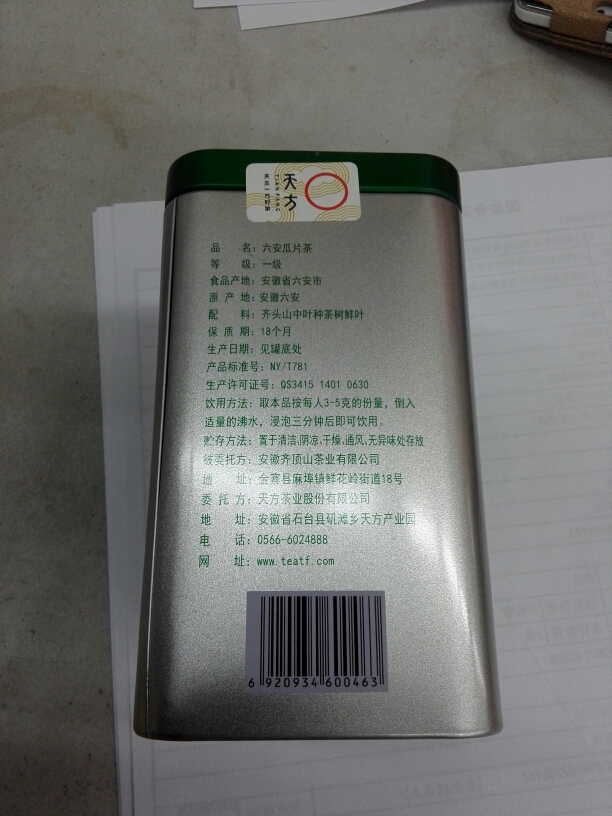 天方
TIAN FANG
品 名：六安瓜片茶
等 级：一级
食品产地：安徽省六安市
原 产 地：安徽六安
配 料：齐头山中叶种茶树鲜叶
保 质 期：18个月
生产日期：见罐底处
产品标准号：NY/T781
生产许可证号：QS3415 1401 0630
饮用方法：取本品按每人3-5克的份量，倒入
适量的沸水，浸泡三分钟后即可饮用。
贮存方法：置于清洁、阴凉、干燥、通风、无异味处存放
被委托方：安徽齐顶山茶业有限公司
地 址：金寨县麻埠镇鲜花岭街道18号
委 托 方：天方茶业股份有限公司
地 址：安徽省石台县矶滩乡天方产业园
电 话：0566-6024888
网 址：www.teatf.com
6 920934 600463